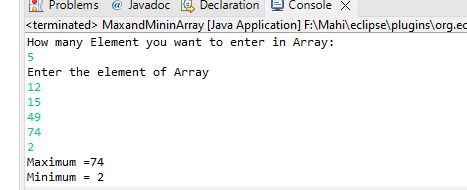 Problems @ Javadoc Declaration Console
<terminated> MaxandMininArray [Java Application] F:\Mahi\eclipse\plugins\org.ec
How many Element you want to enter in Array:
5
Enter the element of Array
12
15
49
74
2
Maximum =74
Minimum = 2